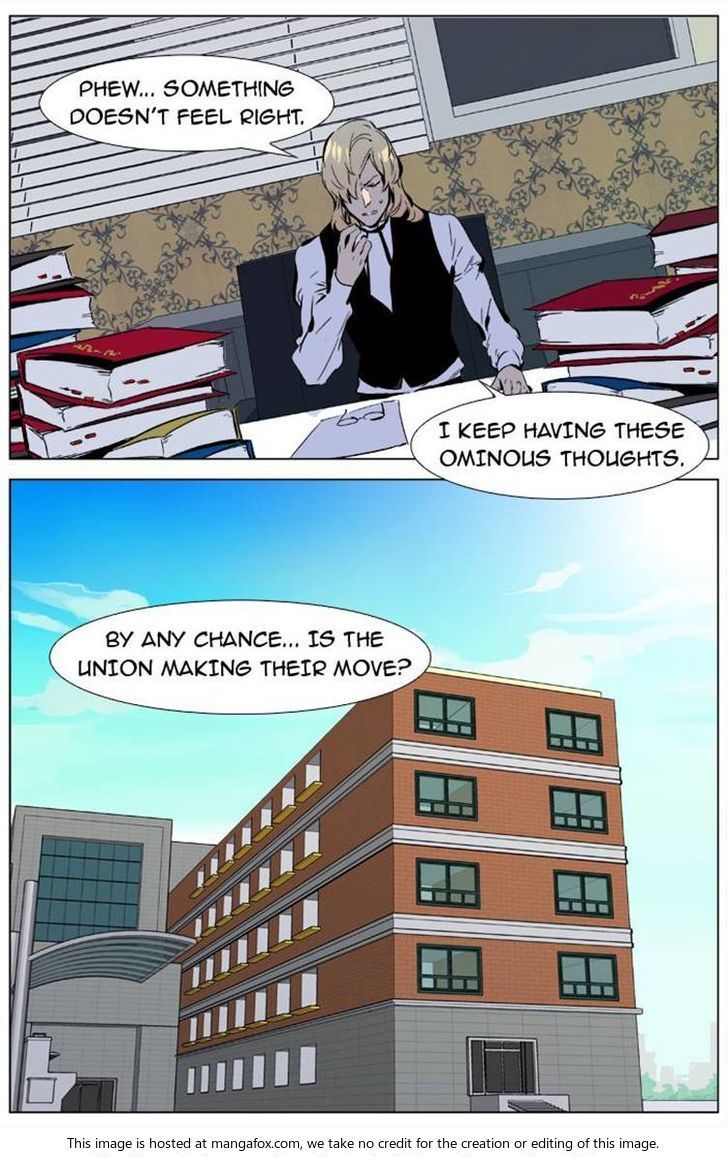 PHEW... SOMETHING
DOESN'T FEEL RIGHT.
I KEEP HAVING THESE
OMINOUS THOUGHTS.
BY ANY CHANCE... IS THE
UNION MAKING THEIR MOVE?
This image is hosted at mangafox.com, we take no credit for the creation or editing of this image.